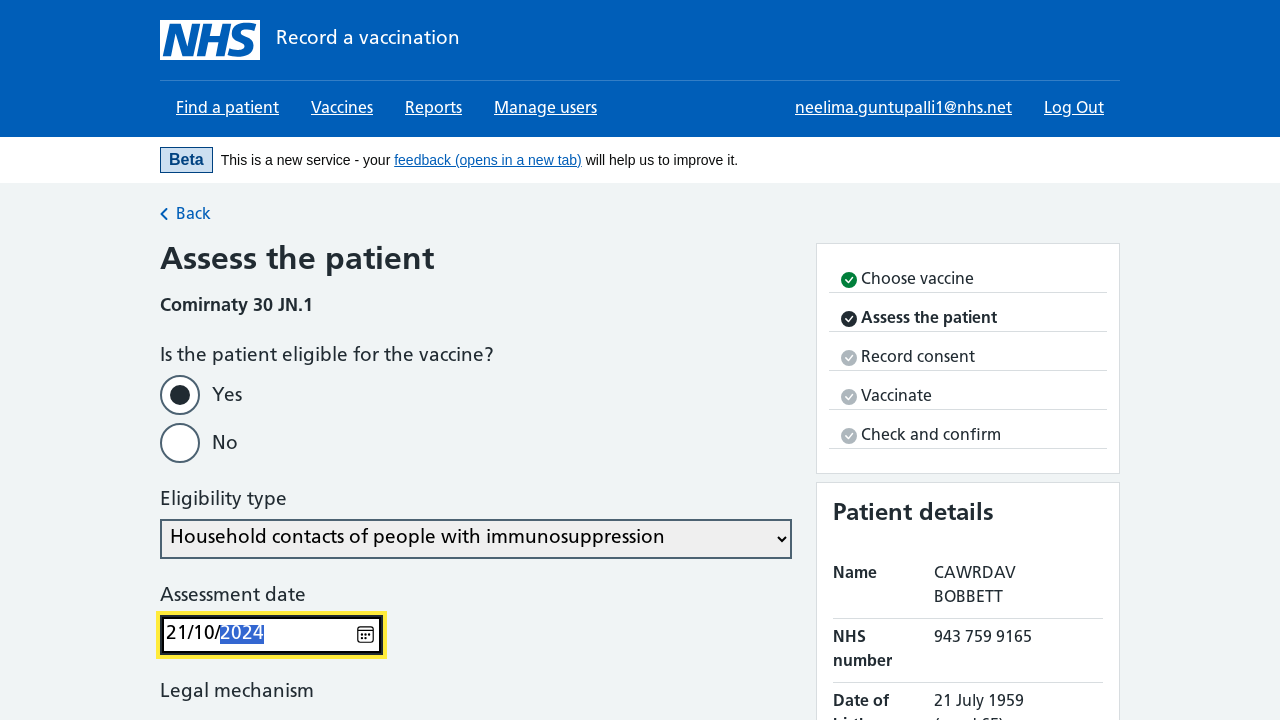 NHS Record a vaccination
Find a patient Vaccines Reports Manage users neelima.guntupalli1@nhs.net Log Out
Beta This is a new service - your feedback (opens in a new tab) will help us to improve it.
Back
Assess the patient
Comirnaty 30 JN.1
Is the patient eligible for the vaccine?
Yes
No
Eligibility type
Household contacts of people with immunosuppression
Assessment date
21/10/2024
Legal mechanism
Choose vaccine
Assess the patient
Record consent
Vaccinate
Check and confirm
Patient details
Name CAWRDAV
BOBBETT
NHS 943 759 9165
number
Date of 21 July 1959